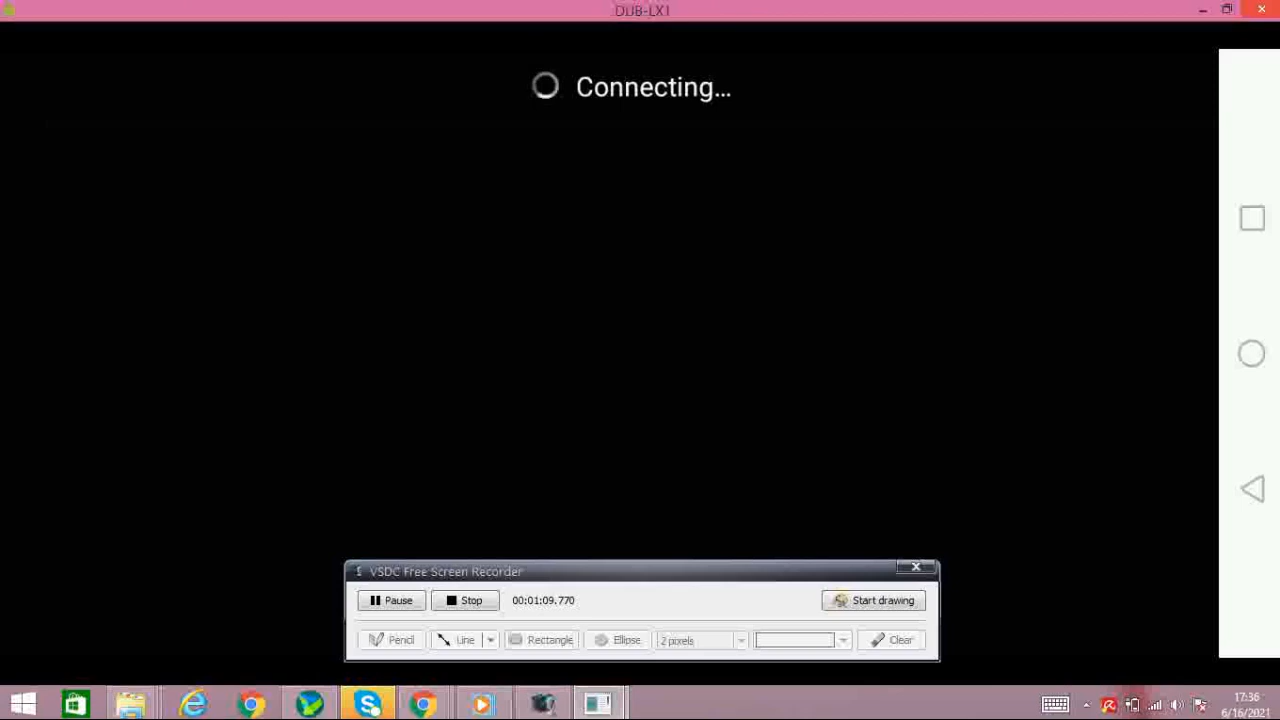 DUB-LX1
Connecting...
VSDC Free Screen Recorder
Pause
Stop
00:01:09.770
Start drawing
Pencil
Line
Rectangle
Ellipse
2 pixels
Clear
17:36
6/16/2021